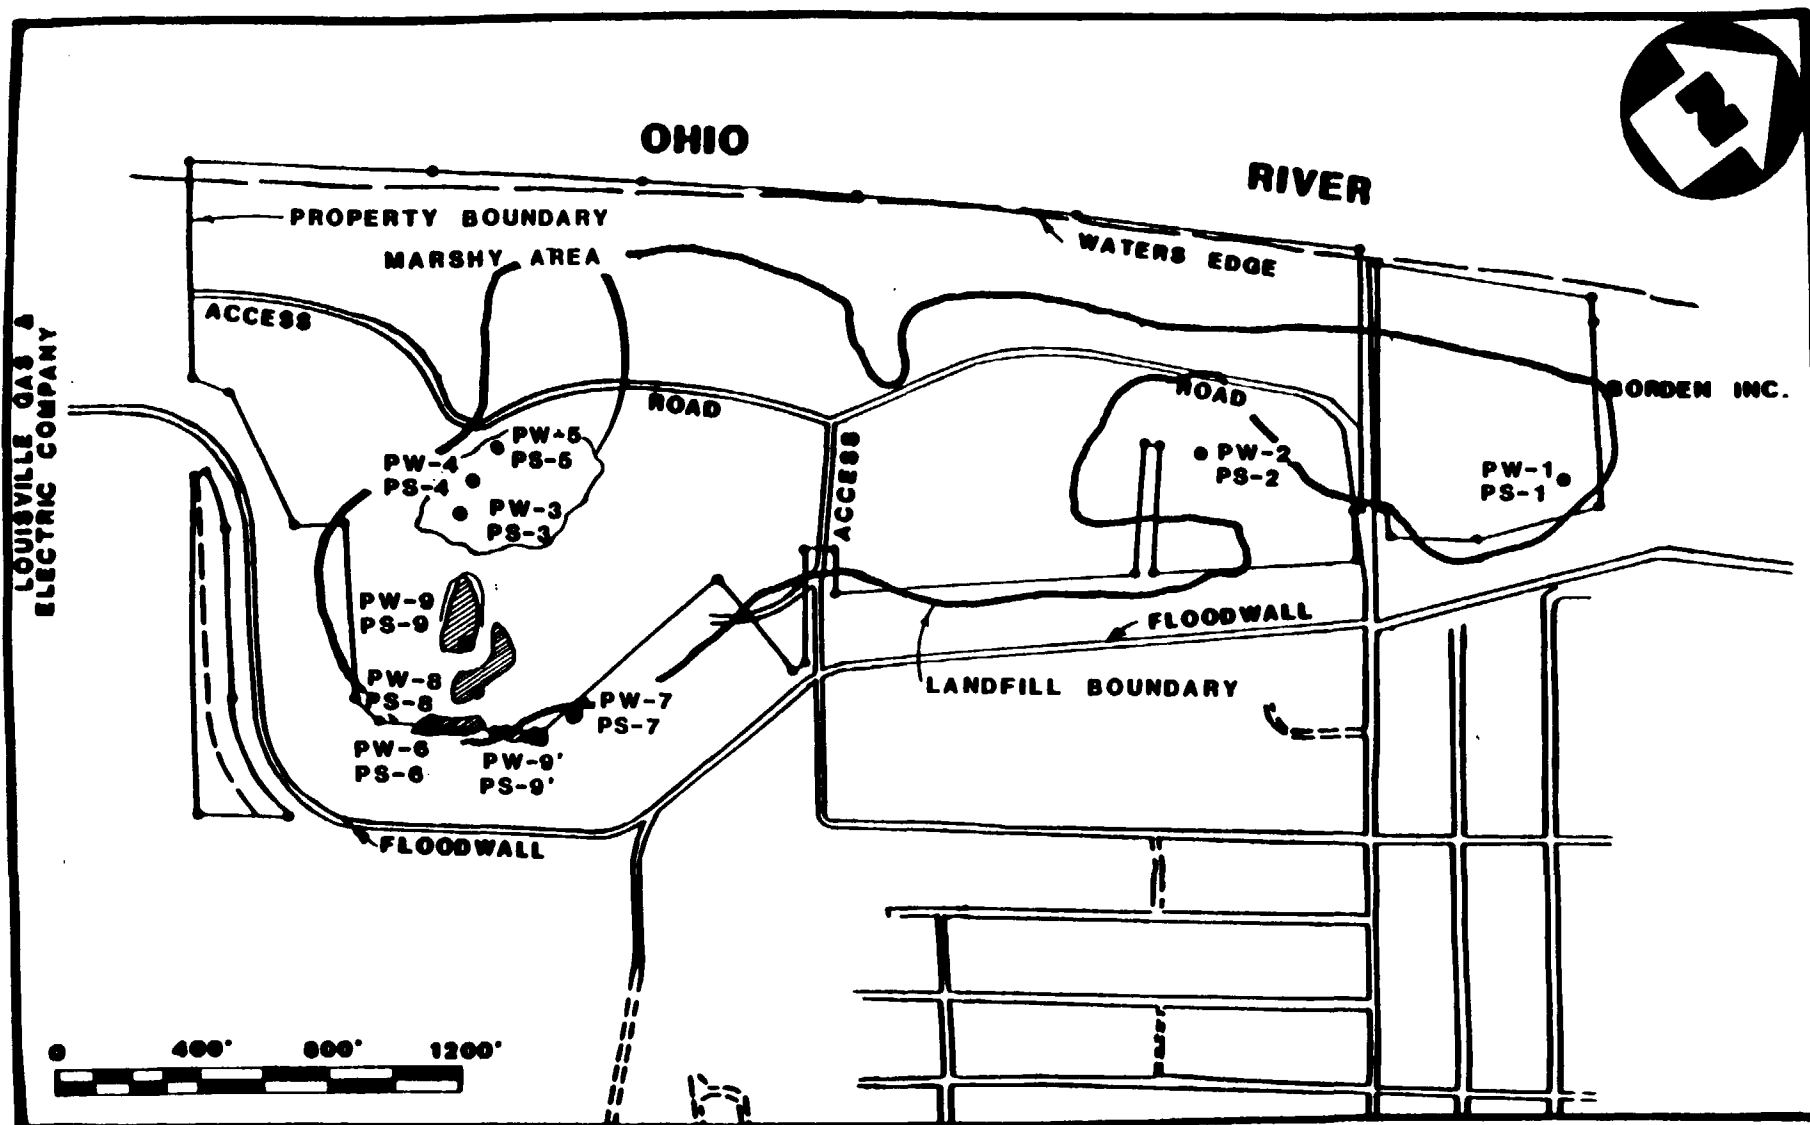 OHIO
RIVER
N
PROPERTY BOUNDARY
MARSHY AREA
WATERS EDGE
ACCESS
ROAD
ROAD
BORDEN INC.
LOUISVILLE GAS &
ELECTRIC COMPANY
PW-5
PS-5
PW-4
PS-4
PW-3
PS-3
ACCESS
PW-2
PS-2
PW-1
PS-1
PW-9
PS-9
FLOODWALL
PW-8
PS-8
PW-7
PS-7
LANDFILL BOUNDARY
PW-6
PS-6
PW-9'
PS-9'
FLOODWALL
0 400' 800' 1200'